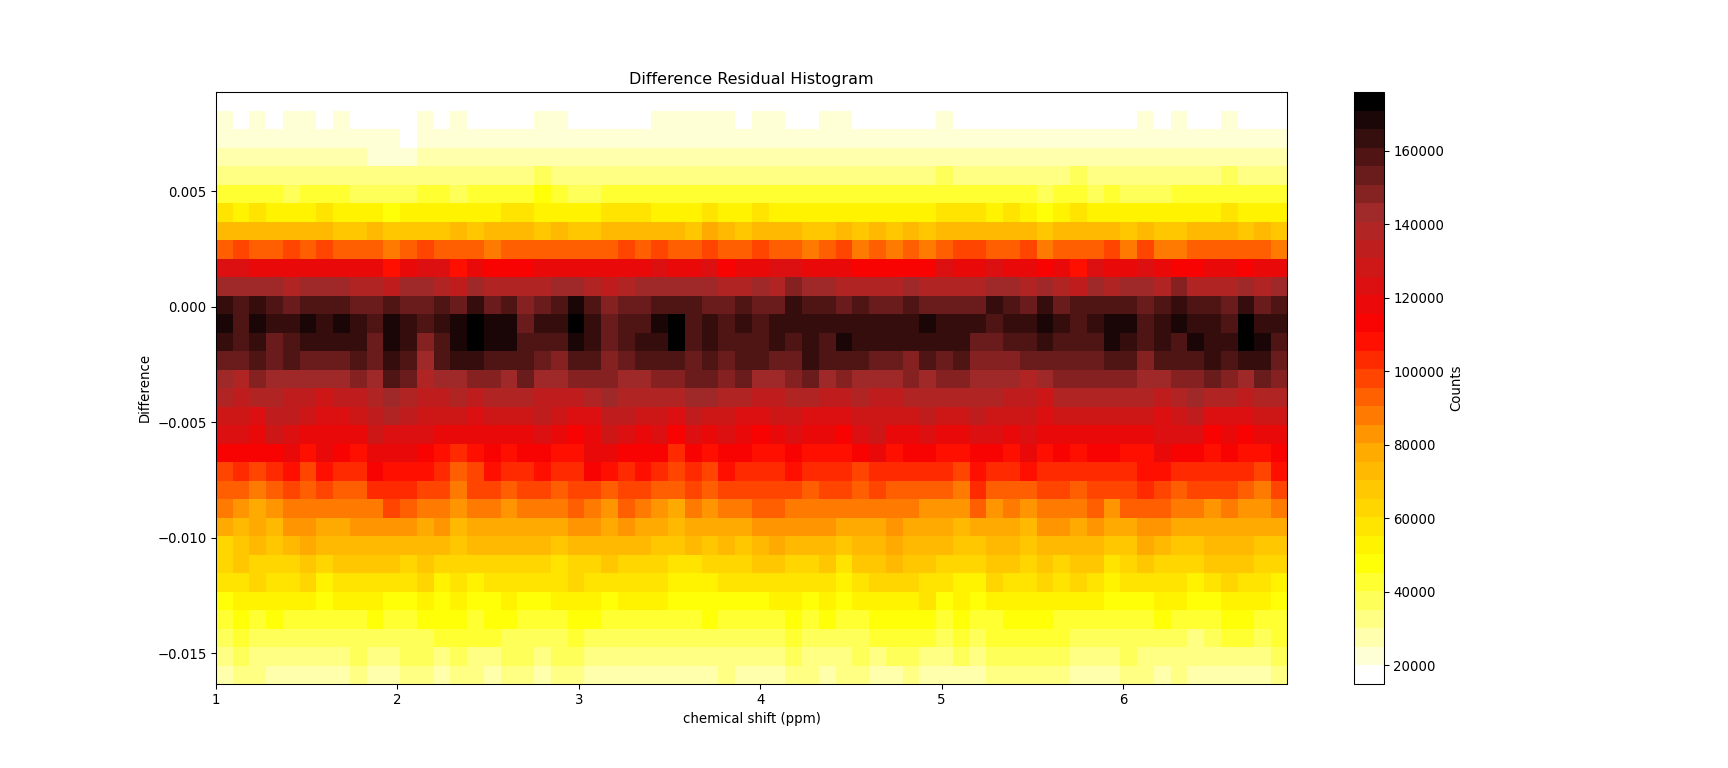 Difference Residual Histogram
0.005
0.000
−0.005
−0.010
−0.015
Difference
1 2 3 4 5 6
chemical shift (ppm)
160000
140000
120000
100000
80000
60000
40000
20000
Counts